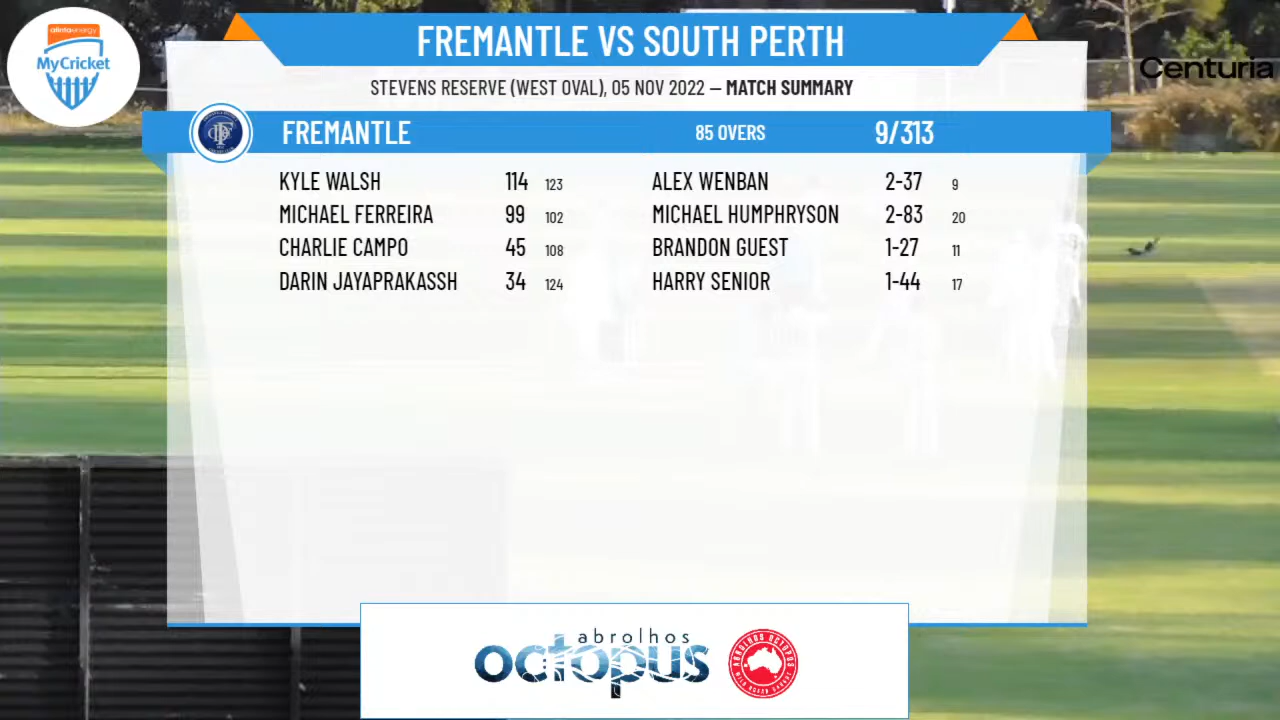 FREMANTLE VS SOUTH PERTH
alintaenergy
MyCricket
Centuria
STEVENS RESERVE (WEST OVAL), 05 NOV 2022 – MATCH SUMMARY
FREMANTLE 85 OVERS 9/313
KYLE WALSH 114 123 ALEX WENBAN 2-37 9
MICHAEL FERREIRA 99 102 MICHAEL HUMPHRYSON 2-83 20
CHARLIE CAMPO 45 108 BRANDON GUEST 1-27 11
DARIN JAYAPRAKASSH 34 124 HARRY SENIOR 1-44 17
abrolhos
octopus
ABROLHOS OCTOPUS